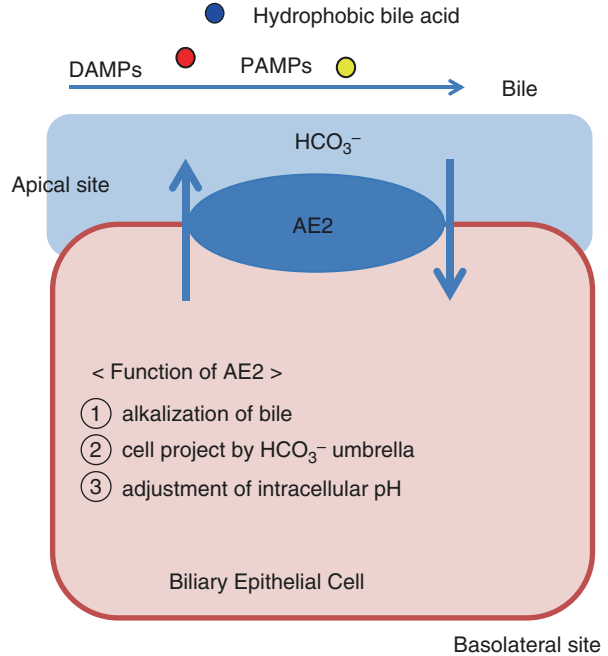 Hydrophobic bile acid
DAMPs
PAMPs
Bile
HCO₃⁻
Apical site
AE2
< Function of AE2 >
① alkalization of bile
② cell project by HCO₃⁻ umbrella
③ adjustment of intracellular pH
Biliary Epithelial Cell
Basolateral site